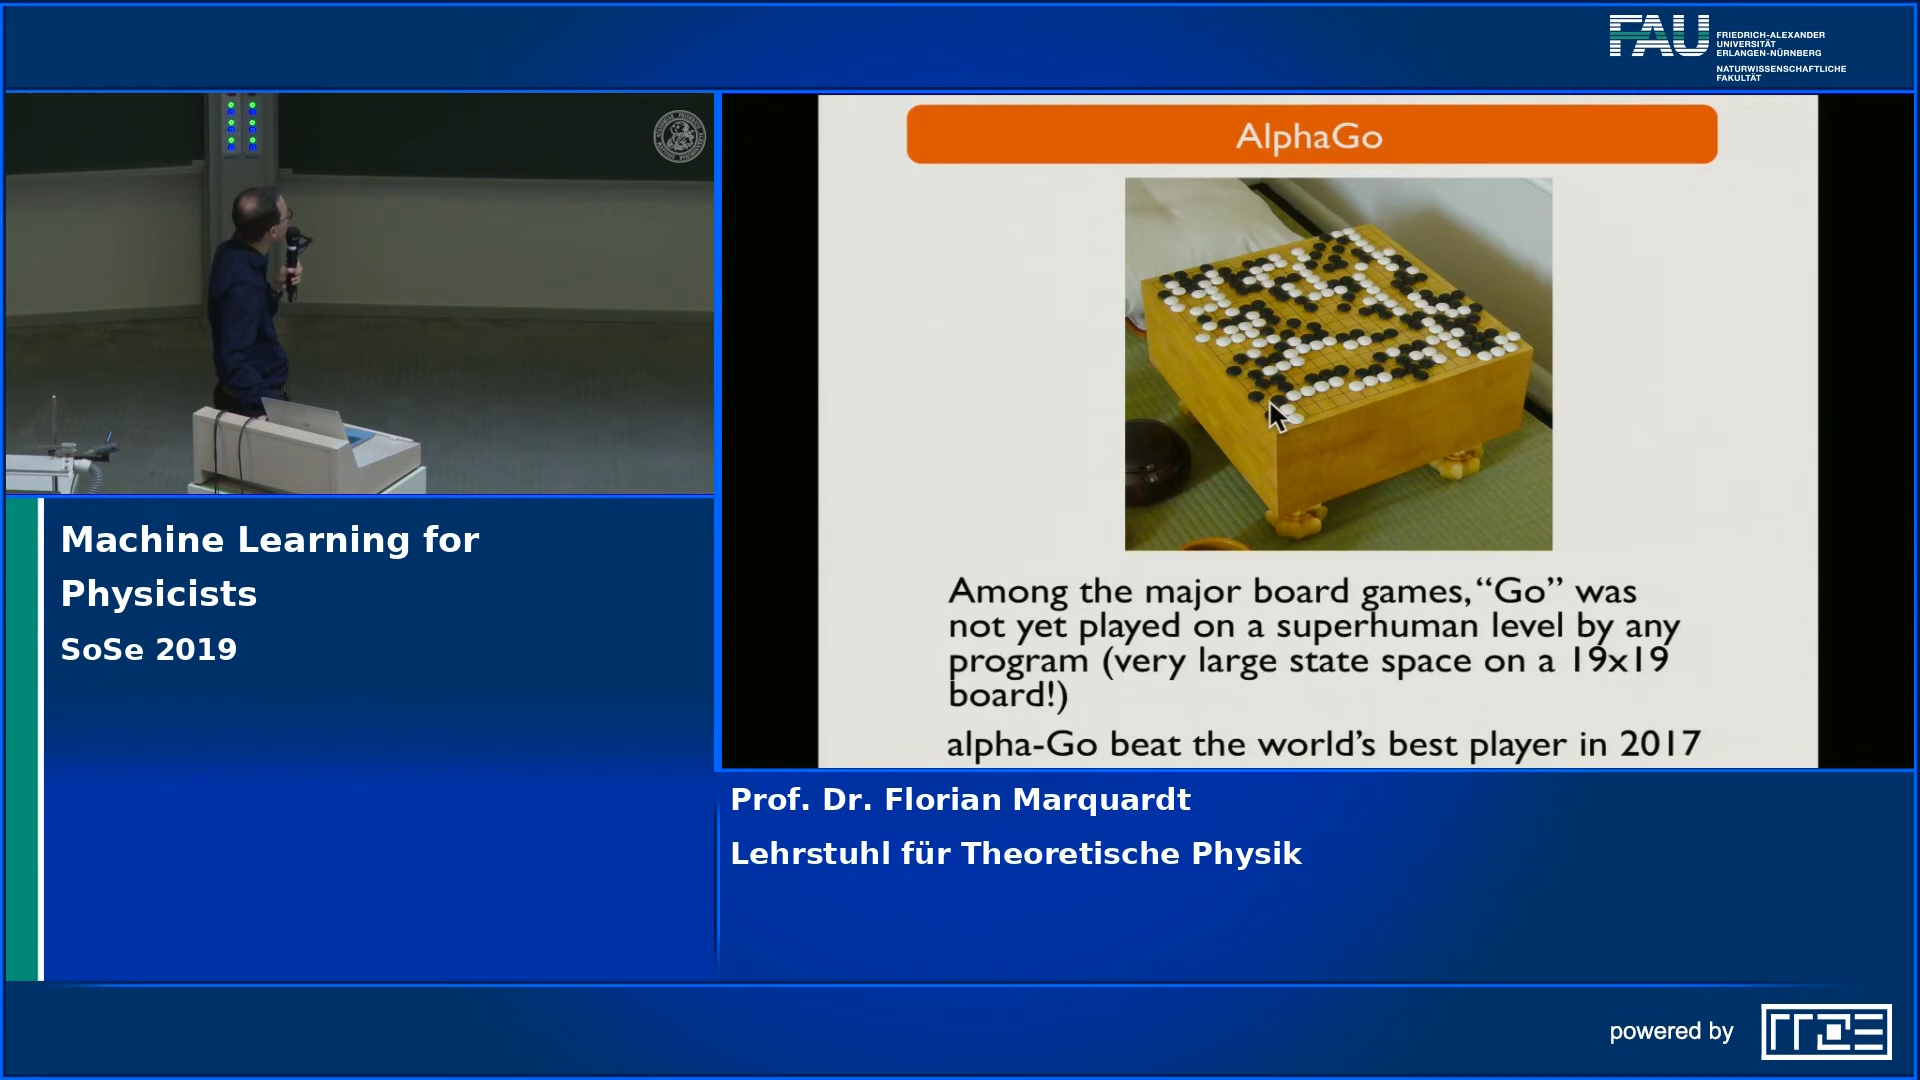 FAU
FRIEDRICH-ALEXANDER
UNIVERSITÄT
ERLANGEN-NÜRNBERG
NATURWISSENSCHAFTLICHE
FAKULTÄT
AlphaGo
Among the major board games, “Go” was
not yet played on a superhuman level by any
program (very large state space on a 19x19
board!)
alpha-Go beat the world’s best player in 2017
Machine Learning for
Physicists
SoSe 2019
Prof. Dr. Florian Marquardt
Lehrstuhl für Theoretische Physik
powered by